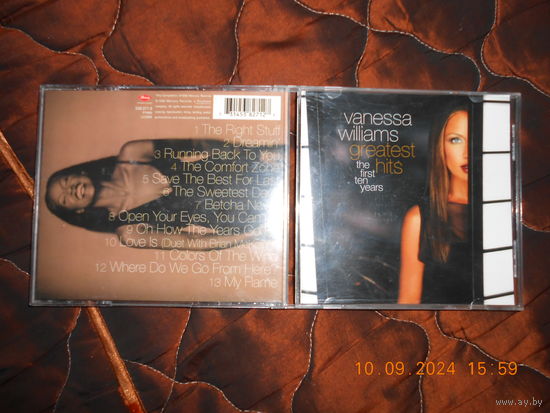 1 The Right Stuff
2 Dreamin'
3 Running Back To You
4 The Comfort Zone
5 Save The Best For Last
6 The Sweetest Days
7 Betcha
8 Open Your Eyes, You Can
9 Oh How The Years Go
10 Love Is (Duet With Brian
11 Colors Of The Wind
12 Where Do We Go From Here?
13 My Flame
vanessa
williams
greatest
hits
the
first
ten
years
10.09.2024 15:59
www.ay.by